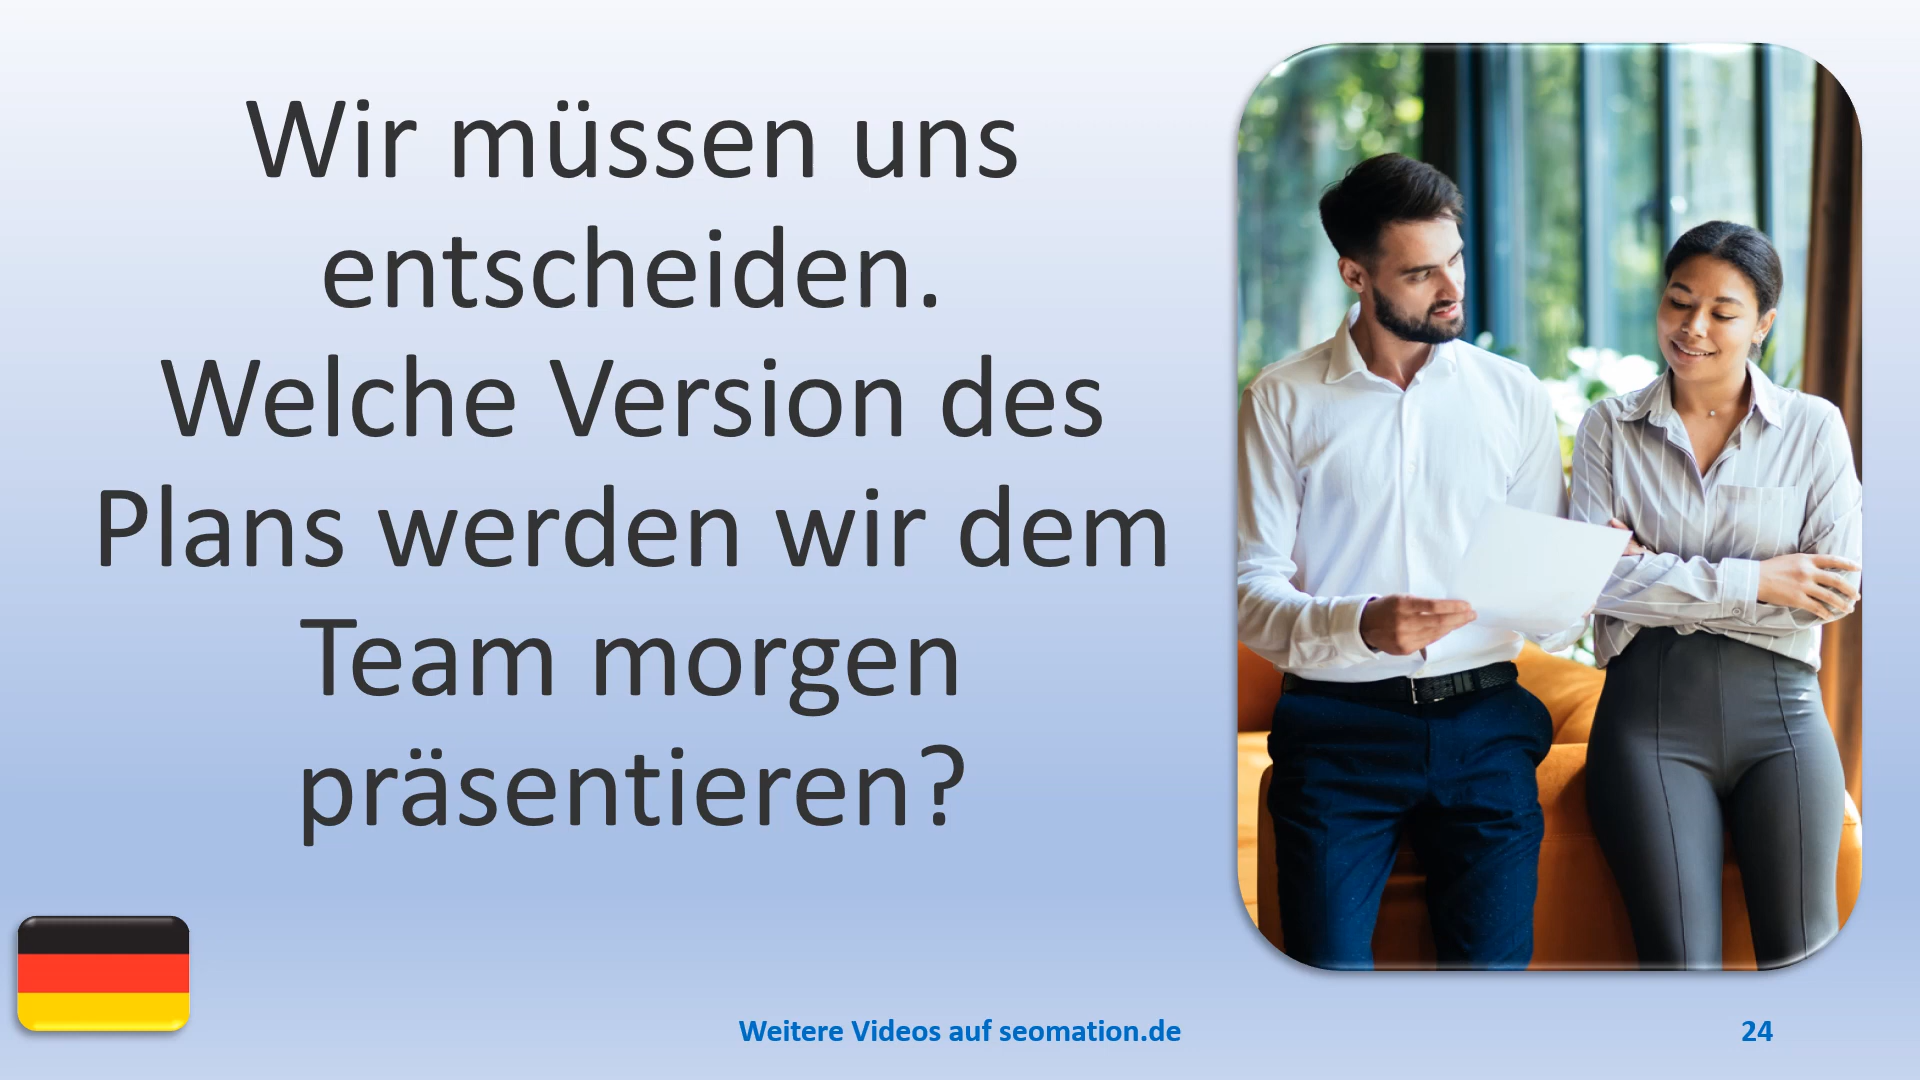 Wir müssen uns
entscheiden.
Welche Version des
Plans werden wir dem
Team morgen
präsentieren?
Weitere Videos auf seomation.de
24